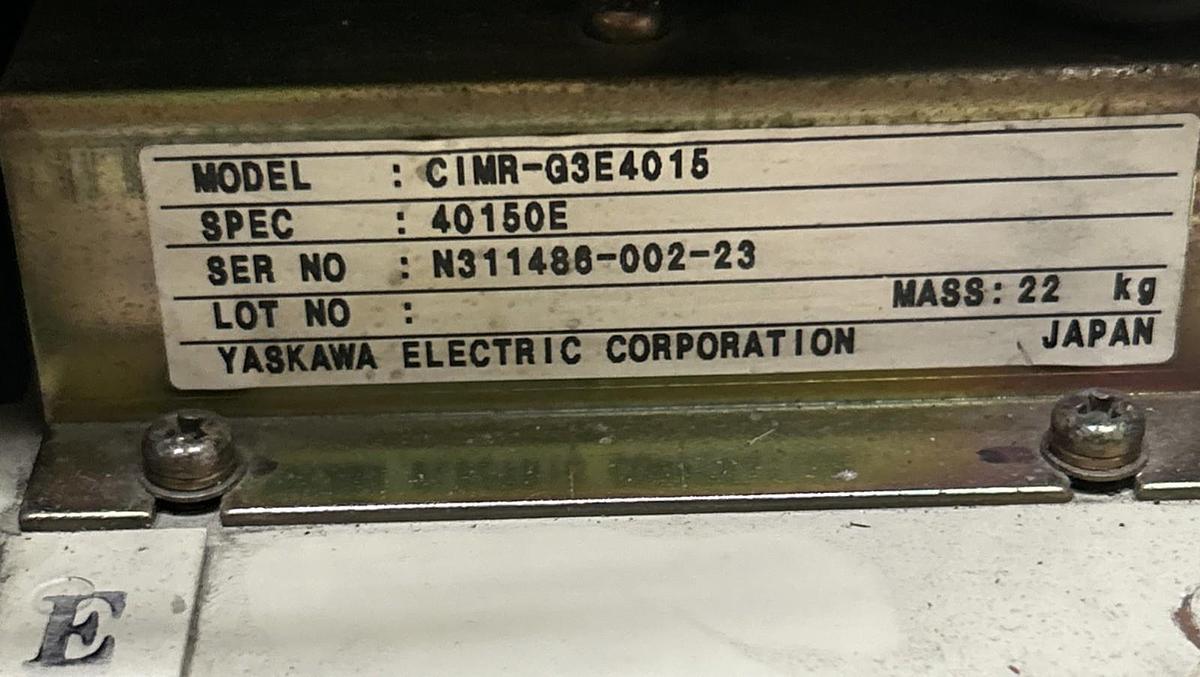 MODEL : CIMR-G3E4015
SPEC : 40150E
SER NO : N311486-002-23
LOT NO : MASS: 22 kg
YASKAWA ELECTRIC CORPORATION JAPAN
E